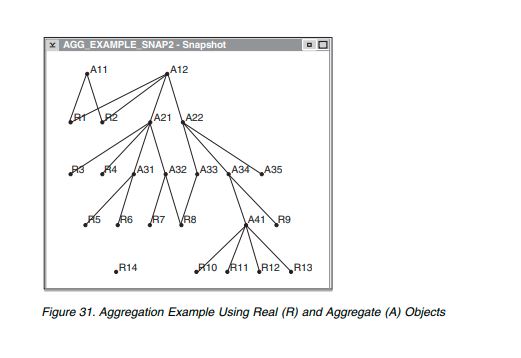 AGG_EXAMPLE_SNAP2 - Snapshot
A11 A12
R1 R2 A21 A22
R3 R4 A31 A32 A33 A34 A35
R5 R6 R7 R8 A41 R9
R14 R10 R11 R12 R13
Figure 31. Aggregation Example Using Real (R) and Aggregate (A) Objects